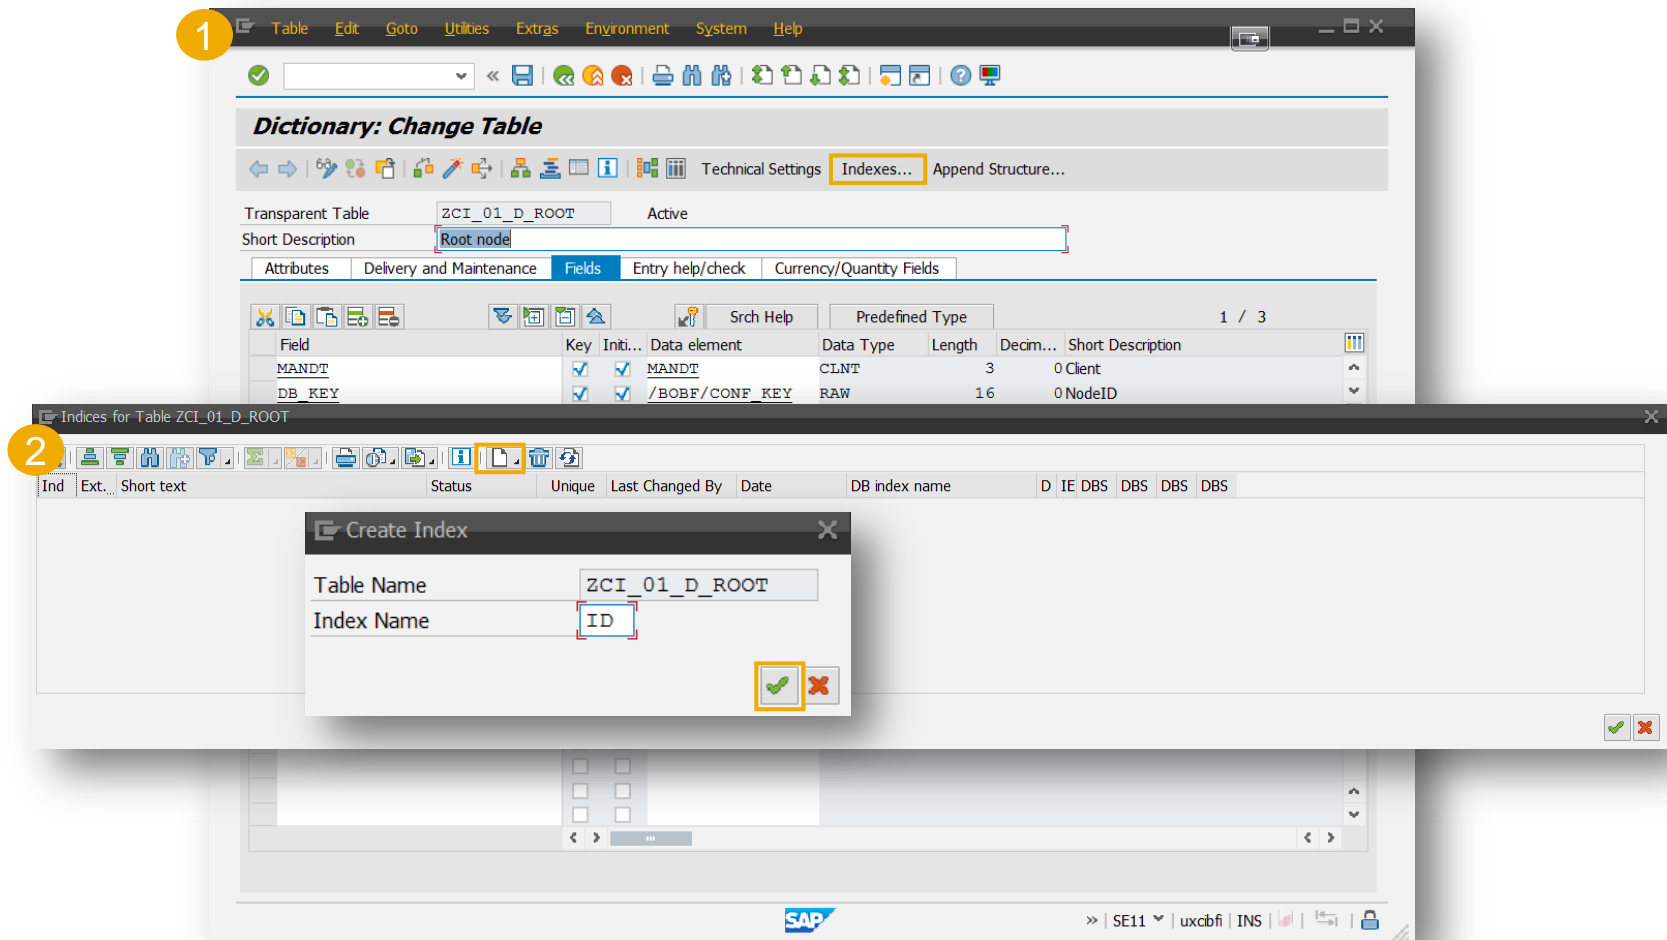 1
Table Edit Goto Utilities Extras Environment System Help
Dictionary: Change Table
Technical Settings Indexes... Append Structure...
Transparent Table ZCI_01_D_ROOT Active
Short Description Root node
Attributes Delivery and Maintenance Fields Entry help/check Currency/Quantity Fields
Srch Help Predefined Type 1 / 3
Field Key Initi... Data element Data Type Length Decim... Short Description
MANDT MANDT CLNT 3 0 Client
DB_KEY /BOBF/CONF_KEY RAW 16 0 NodeID
Indices for Table ZCI_01_D_ROOT
2
Ind Ext... Short text Status Unique Last Changed By Date DB index name D IE DBS DBS DBS DBS
Create Index
Table Name ZCI_01_D_ROOT
Index Name ID
SAP SE11 uxcibfi INS